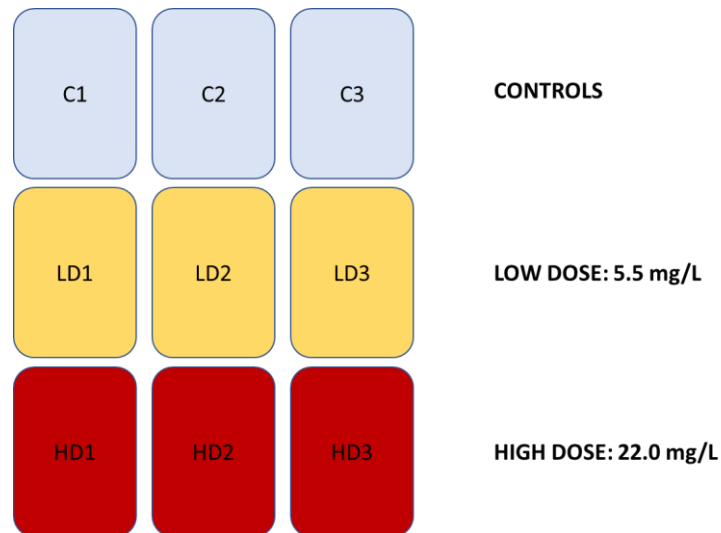 C1 C2 C3 CONTROLS
LD1 LD2 LD3 LOW DOSE: 5.5 mg/L
HD1 HD2 HD3 HIGH DOSE: 22.0 mg/L